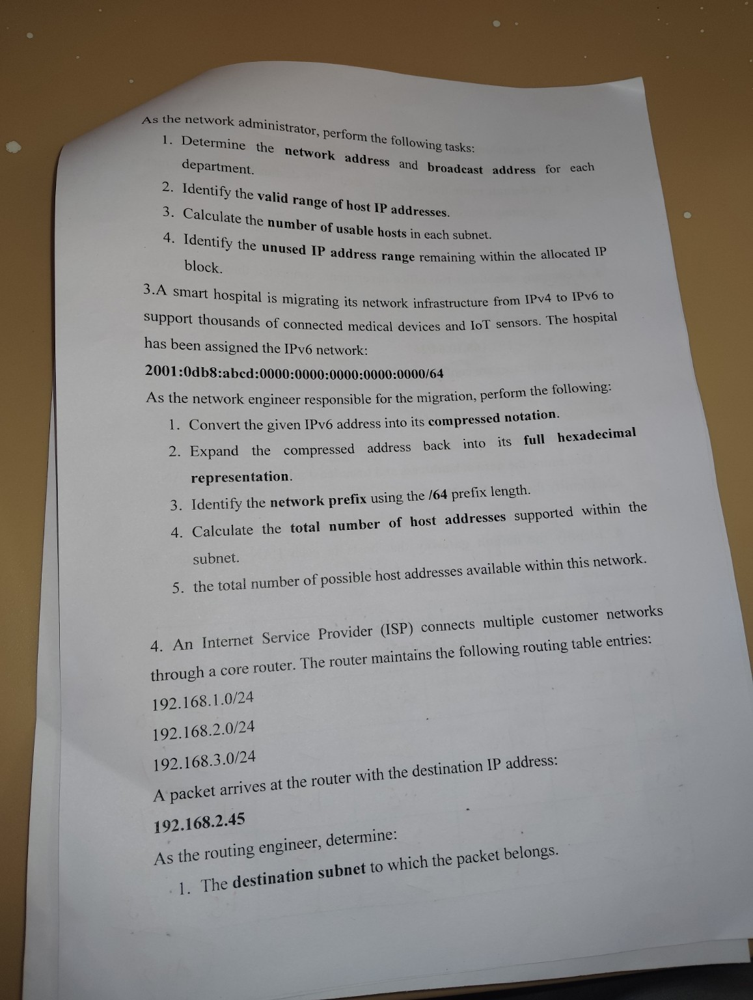 As the network administrator, perform the following tasks:
1. Determine the network address and broadcast address for each
department.
2. Identify the valid range of host IP addresses.
3. Calculate the number of usable hosts in each subnet.
4. Identify the unused IP address range remaining within the allocated IP
block.
3.A smart hospital is migrating its network infrastructure from IPv4 to IPv6 to
support thousands of connected medical devices and IoT sensors. The hospital
has been assigned the IPv6 network:
2001:0db8:abcd:0000:0000:0000:0000:0000/64
As the network engineer responsible for the migration, perform the following:
1. Convert the given IPv6 address into its compressed notation.
2. Expand the compressed address back into its full hexadecimal
representation.
3. Identify the network prefix using the /64 prefix length.
4. Calculate the total number of host addresses supported within the
subnet.
5. the total number of possible host addresses available within this network.
4. An Internet Service Provider (ISP) connects multiple customer networks
through a core router. The router maintains the following routing table entries:
192.168.1.0/24
192.168.2.0/24
192.168.3.0/24
A packet arrives at the router with the destination IP address:
192.168.2.45
As the routing engineer, determine:
1. The destination subnet to which the packet belongs.